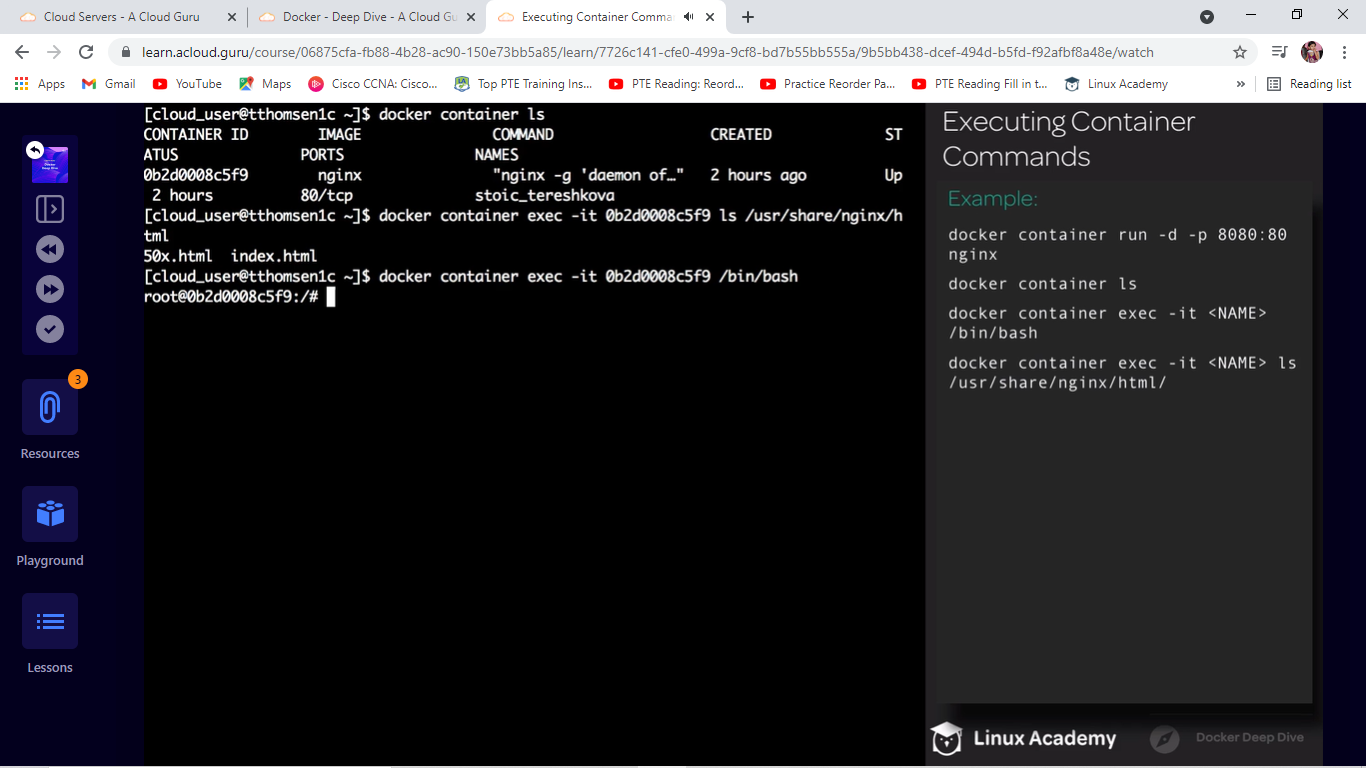 Cloud Servers - A Cloud Guru
Docker - Deep Dive - A Cloud Gu
Executing Container Comma
learn.acloud.guru/course/06875cfa-fb88-4b28-ac90-150e73bb5a85/learn/7726c141-cfe0-499a-9cf8-bd7b55bb555a/9b5bb438-dcef-494d-b5fd-f92afbf8a48e/watch
Apps
Gmail
YouTube
Maps
Cisco CCNA: Cisco...
Top PTE Training Ins...
PTE Reading: Reord...
Practice Reorder Pa...
PTE Reading Fill in t...
Linux Academy
»
Reading list
3
Resources
Playground
Lessons
[cloud_user@tthomsen1c ~]$ docker container ls
CONTAINER ID IMAGE COMMAND CREATED ST
ATUS PORTS NAMES
0b2d0008c5f9 nginx "nginx -g 'daemon of…" 2 hours ago Up
2 hours 80/tcp stoic_tereshkova
[cloud_user@tthomsen1c ~]$ docker container exec -it 0b2d0008c5f9 ls /usr/share/nginx/h
tml
50x.html index.html
[cloud_user@tthomsen1c ~]$ docker container exec -it 0b2d0008c5f9 /bin/bash
root@0b2d0008c5f9:/#
Executing Container
Commands
Example:
docker container run -d -p 8080:80
nginx
docker container ls
docker container exec -it <NAME>
/bin/bash
docker container exec -it <NAME> ls
/usr/share/nginx/html/
Linux Academy
Docker Deep Dive